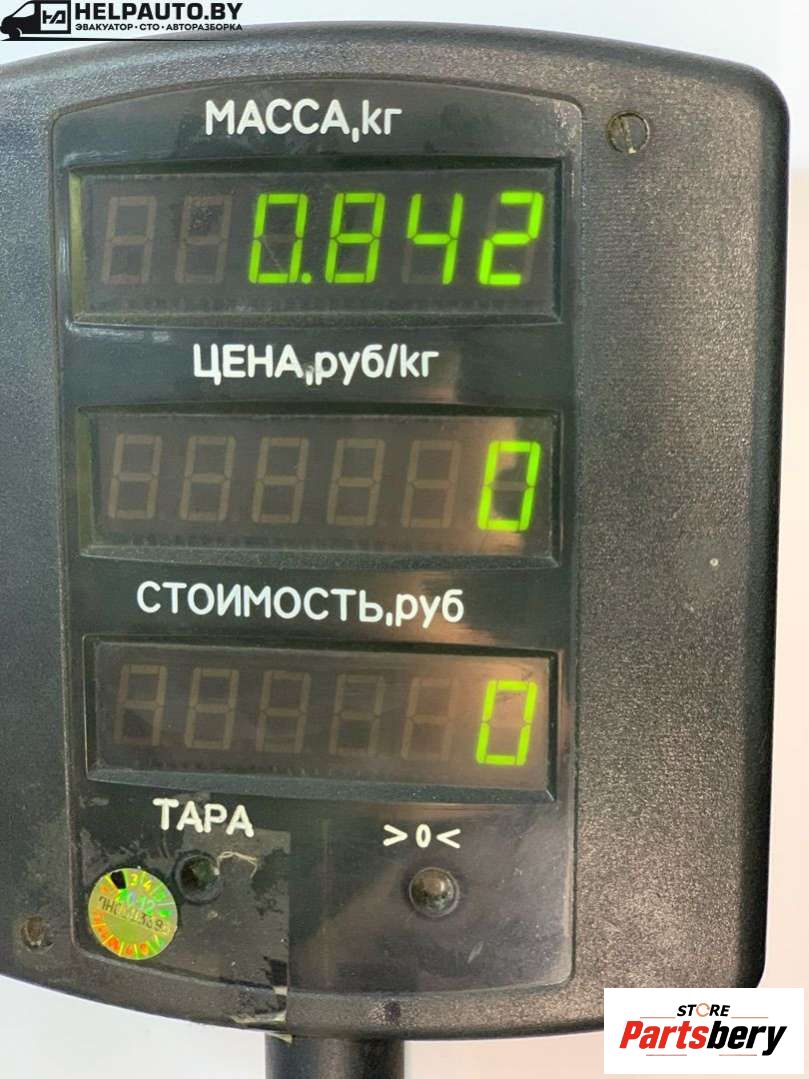 HELPAUTO.BY
ЭВАКУАТОР • СТО • АВТОРАЗБОРКА
МАССА,кг
0.842
ЦЕНА,руб/кг
0
СТОИМОСТЬ,руб
0
ТАРА
>0<
STORE
Partsbery